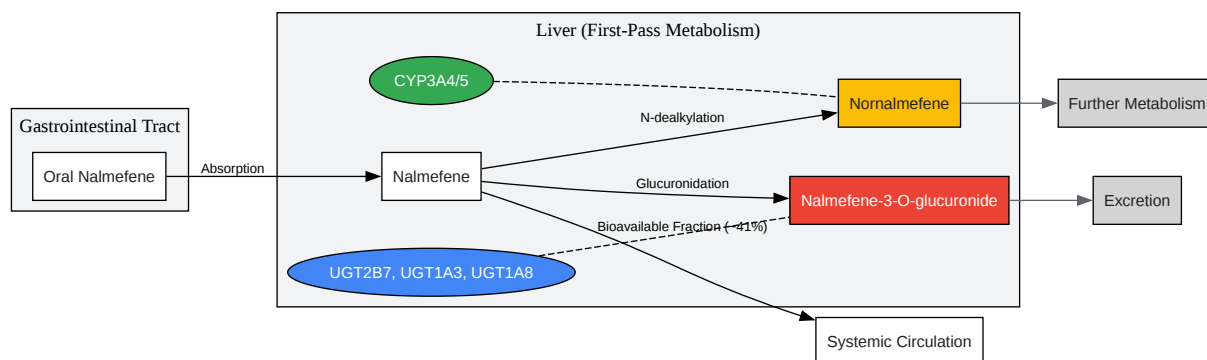 Liver (First-Pass Metabolism)
CYP3A4/5
Nornalmefene
Further Metabolism
Gastrointestinal Tract
N-dealkylation
Oral Nalmefene
Absorption
Nalmefene
Glucuronidation
Nalmefene-3-O-glucuronide
Excretion
Bioavailable Fraction (~41%)
UGT2B7, UGT1A3, UGT1A8
Systemic Circulation